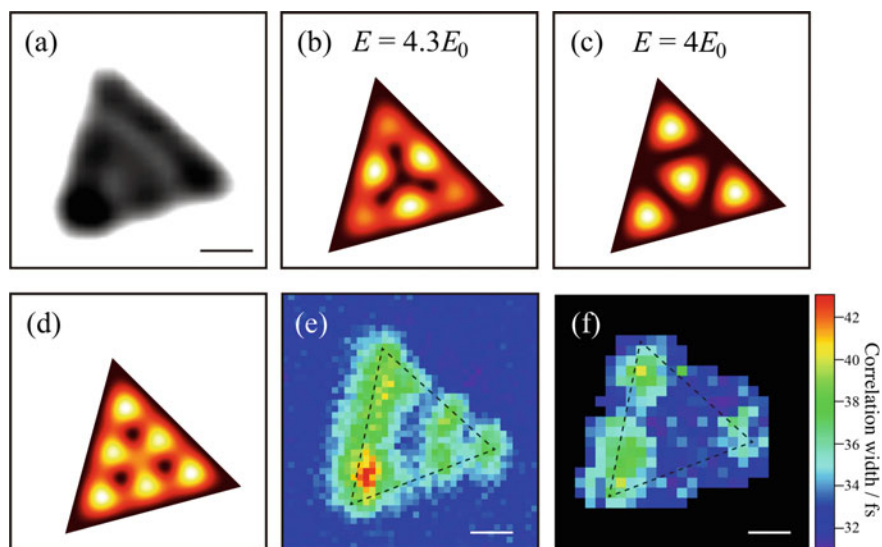 (a)
(b) E = 4.3E₀
(c) E = 4E₀
(d)
(e)
(f)
42
40
38
36
34
32
Correlation width / fs